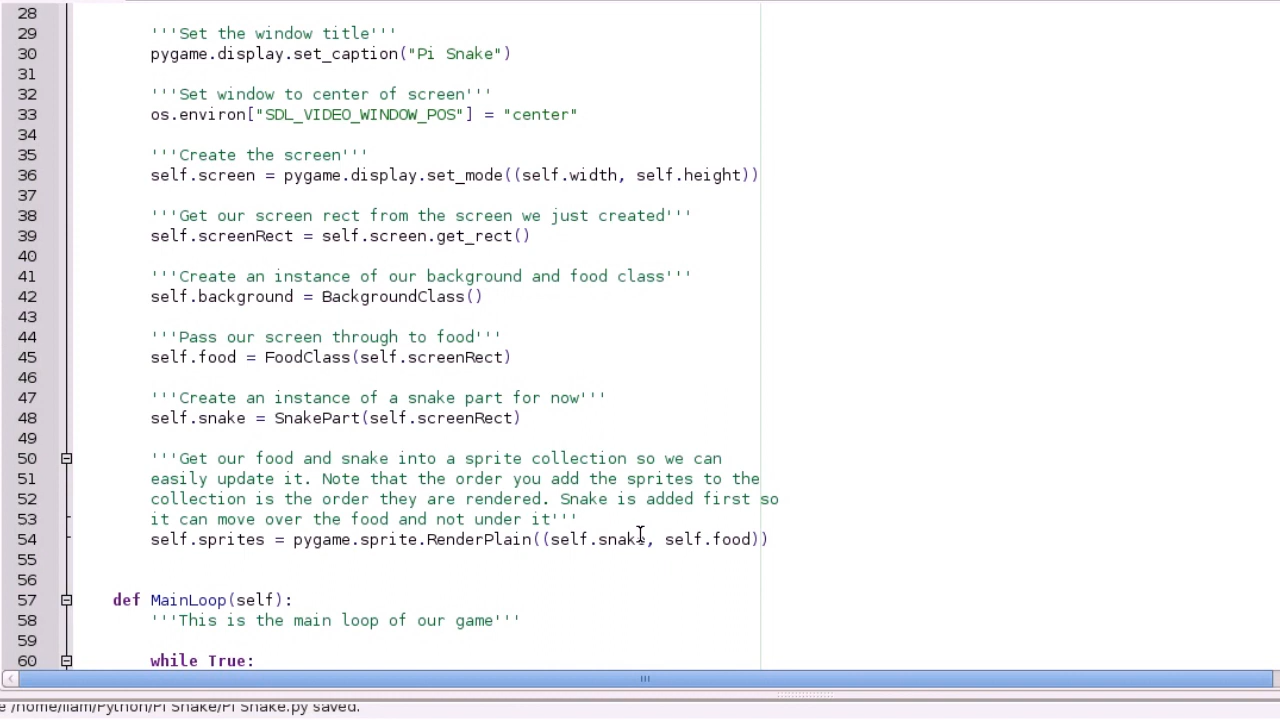 28
29 '''Set the window title'''
30 pygame.display.set_caption("Pi Snake")
31
32 '''Set window to center of screen'''
33 os.environ["SDL_VIDEO_WINDOW_POS"] = "center"
34
35 '''Create the screen'''
36 self.screen = pygame.display.set_mode((self.width, self.height))
37
38 '''Get our screen rect from the screen we just created'''
39 self.screenRect = self.screen.get_rect()
40
41 '''Create an instance of our background and food class'''
42 self.background = BackgroundClass()
43
44 '''Pass our screen through to food'''
45 self.food = FoodClass(self.screenRect)
46
47 '''Create an instance of a snake part for now'''
48 self.snake = SnakePart(self.screenRect)
49
50 '''Get our food and snake into a sprite collection so we can
51 easily update it. Note that the order you add the sprites to the
52 collection is the order they are rendered. Snake is added first so
53 it can move over the food and not under it'''
54 self.sprites = pygame.sprite.RenderPlain((self.snake, self.food))
55
56
57 def MainLoop(self):
58 '''This is the main loop of our game'''
59
60 while True:
e /home/liam/Python/Pi Snake/Pi Snake.py saved.